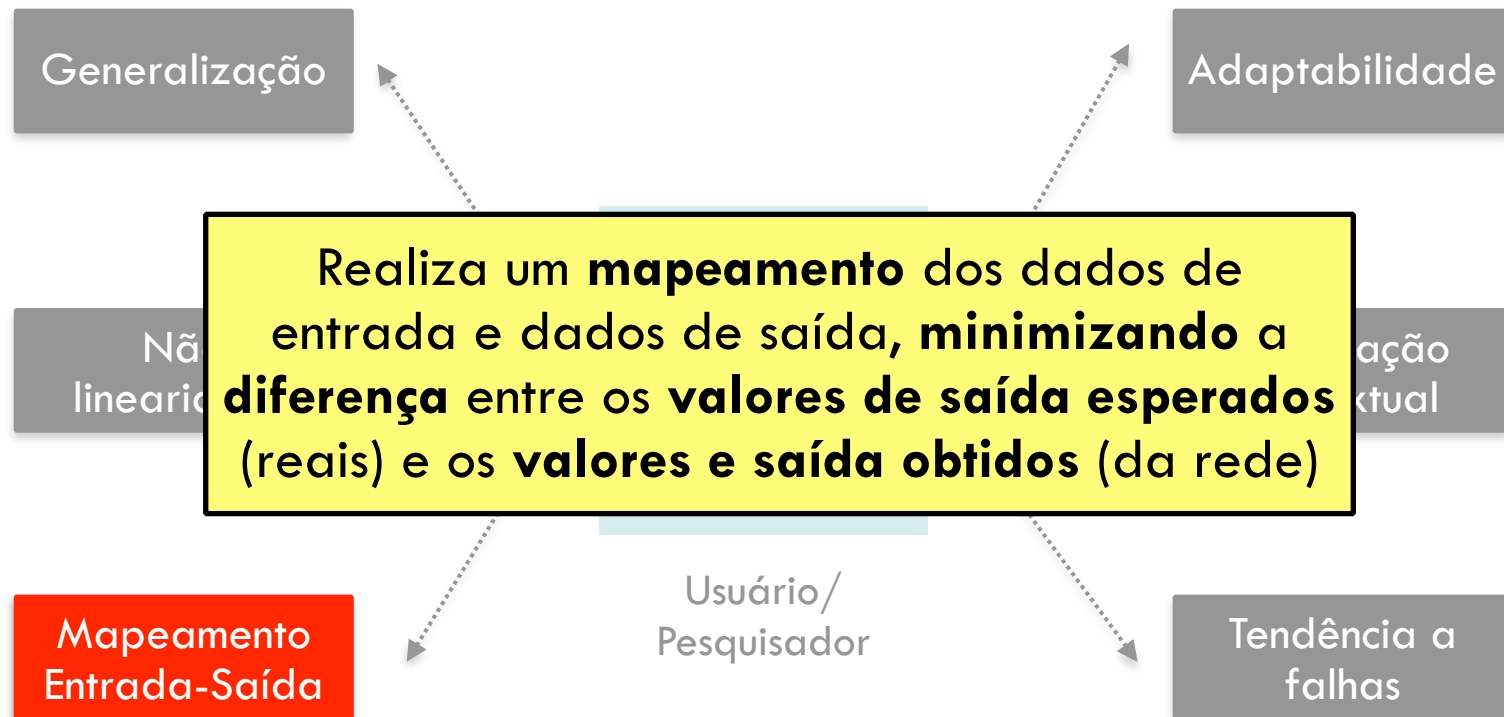 Generalização
Adaptabilidade
Realiza um mapeamento dos dados de
entrada e dados de saída, minimizando a
diferença entre os valores de saída esperados
(reais) e os valores e saída obtidos (da rede)
Usuário/
Pesquisador
Mapeamento
Entrada-Saída
Tendência a
falhas